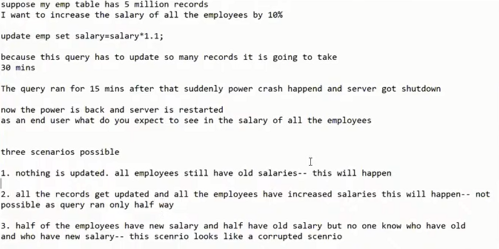 suppose my emp table has 5 million records
I want to increase the salary of all the employees by 10%
update emp set salary=salary*1.1;
because this query has to update so many records it is going to take
30 mins
The query ran for 15 mins after that suddenly power crash happend and server got shutdown
now the power is back and server is restarted
as an end user what do you expect to see in the salary of all the employees
three scenarios possible
1. nothing is updated. all employees still have old salaries-- this will happen
2. all the records get updated and all the employees have increased salaries this will happen-- not
possible as query ran only half way
3. half of the employees have new salary and half have old salary but no one know who have old
and who have new salary-- this scenrio looks like a corrupted scenrio